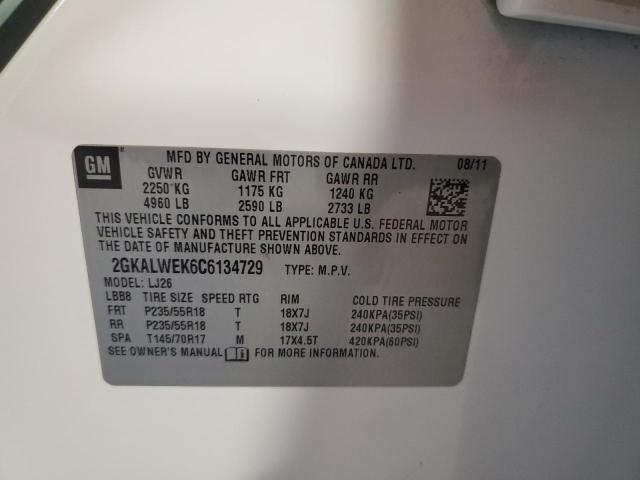 GM
MFD BY GENERAL MOTORS OF CANADA LTD. 08/11
GVWR GAWR FRT GAWR RR
2250 KG 1175 KG 1240 KG
4960 LB 2590 LB 2733 LB
THIS VEHICLE CONFORMS TO ALL APPLICABLE U.S. FEDERAL MOTOR
VEHICLE SAFETY AND THEFT PREVENTION STANDARDS IN EFFECT ON
THE DATE OF MANUFACTURE SHOWN ABOVE.
2GKALWEK6C6134729 TYPE: M.P.V.
MODEL: LJ26
LBB8 TIRE SIZE SPEED RTG RIM COLD TIRE PRESSURE
FRT P235/55R18 T 18X7J 240KPA(35PSI)
RR P235/55R18 T 18X7J 240KPA(35PSI)
SPA T145/70R17 M 17X4.5T 420KPA(60PSI)
SEE OWNER'S MANUAL FOR MORE INFORMATION.